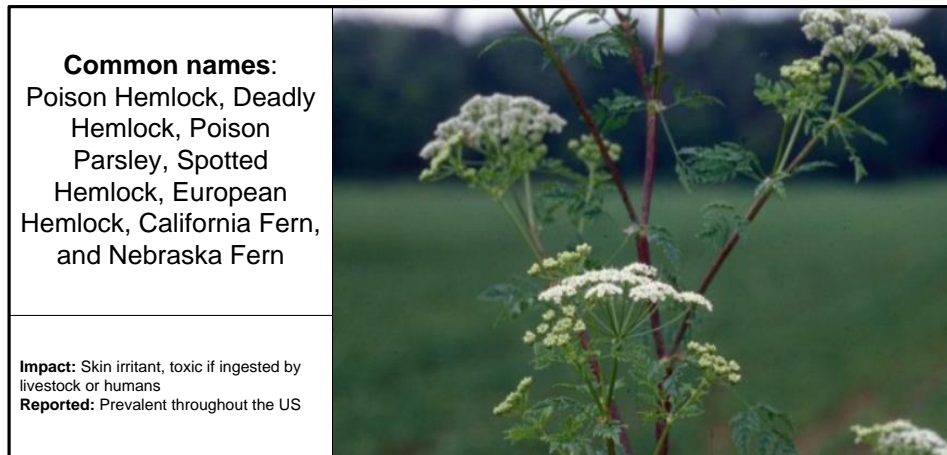 Common names:
Poison Hemlock, Deadly
Hemlock, Poison
Parsley, Spotted
Hemlock, European
Hemlock, California Fern,
and Nebraska Fern
Impact: Skin irritant, toxic if ingested by
livestock or humans
Reported: Prevalent throughout the US